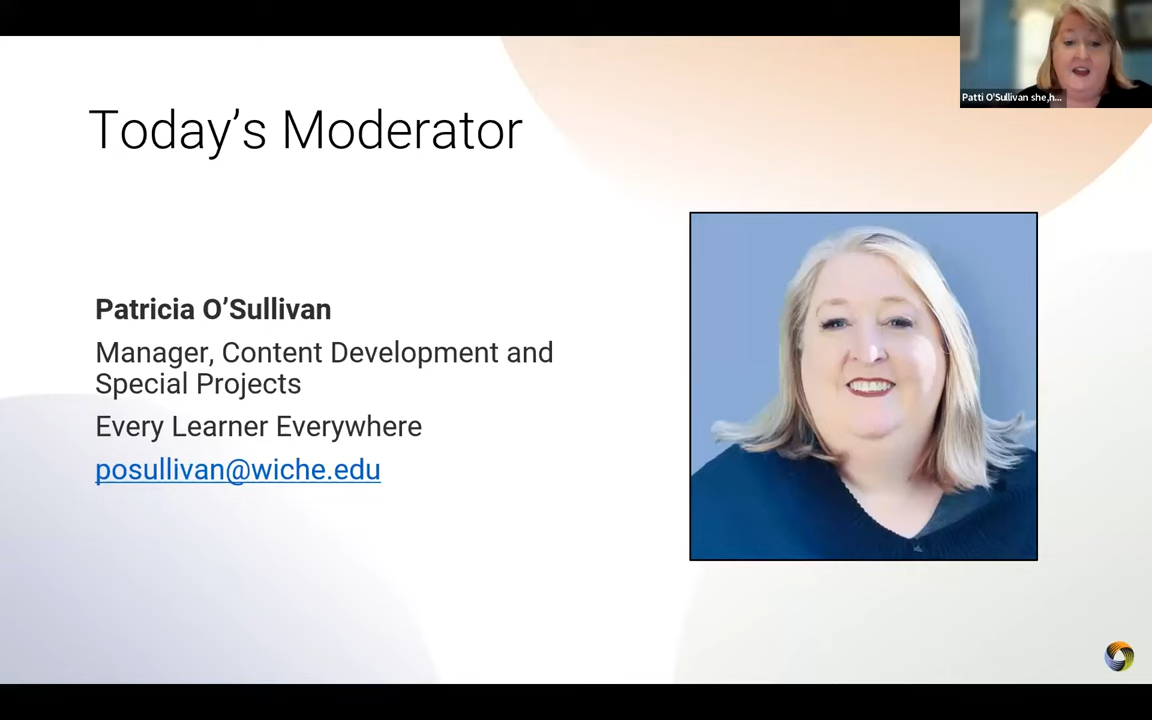 Patti O'Sullivan she,h...
Today’s Moderator
Patricia O’Sullivan
Manager, Content Development and
Special Projects
Every Learner Everywhere
posullivan@wiche.edu